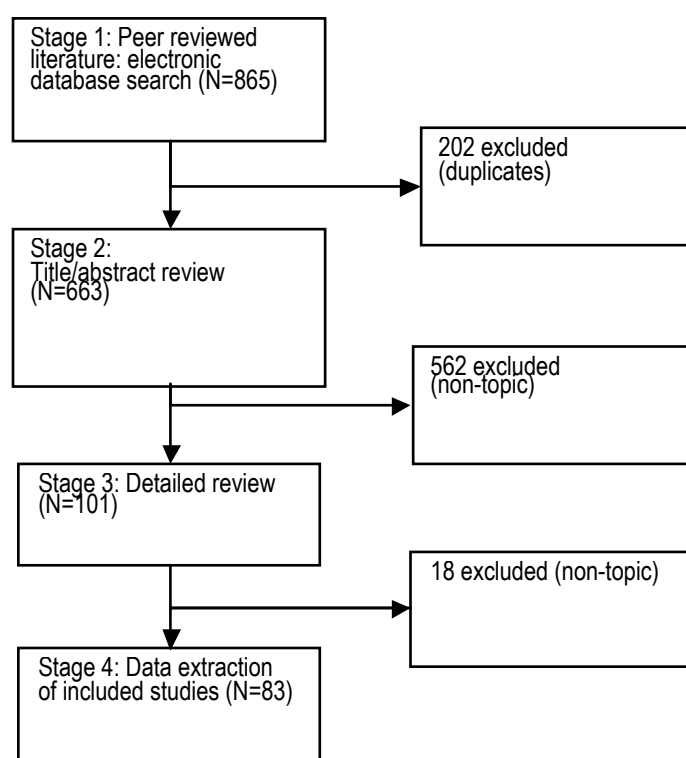 Stage 1: Peer reviewed
literature: electronic
database search (N=865)
202 excluded
(duplicates)
Stage 2:
Title/abstract review
(N=663)
562 excluded
(non-topic)
Stage 3: Detailed review
(N=101)
18 excluded (non-topic)
Stage 4: Data extraction
of included studies (N=83)